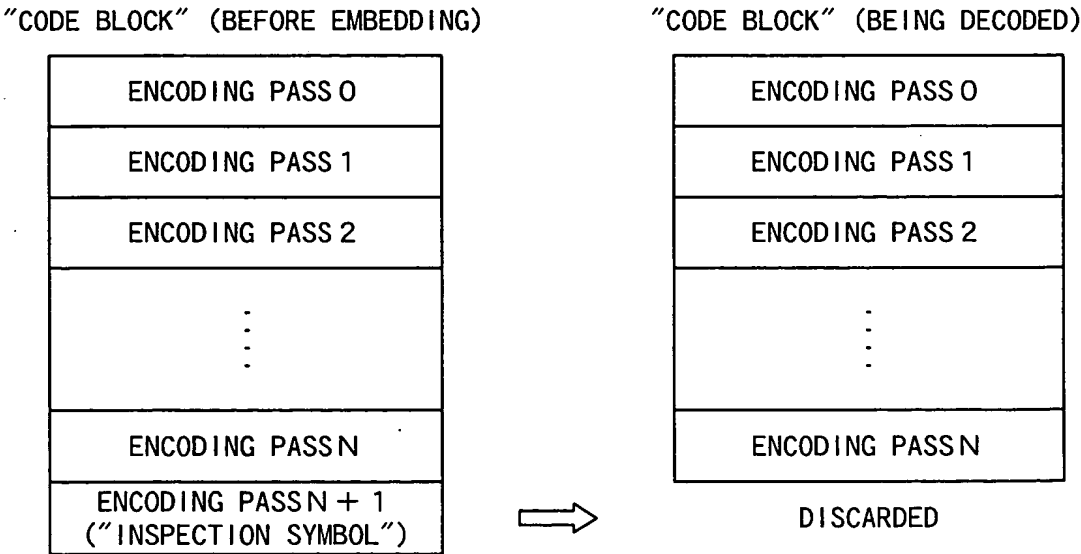 "CODE BLOCK" (BEFORE EMBEDDING)
ENCODING PASS 0
ENCODING PASS 1
ENCODING PASS 2
ENCODING PASS N
ENCODING PASS N + 1
("INSPECTION SYMBOL")
"CODE BLOCK" (BEING DECODED)
ENCODING PASS 0
ENCODING PASS 1
ENCODING PASS 2
ENCODING PASS N
DISCARDED